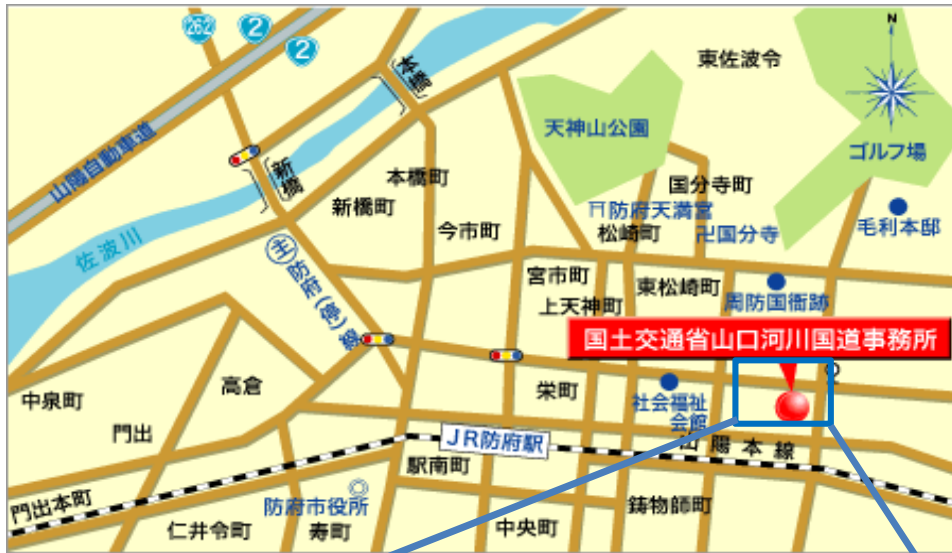 262
2
2
N
本橋
東佐波令
山陽自動車道
天神山公園
ゴルフ場
新橋
本橋町
国分寺町
新橋町
防府天満宮
松崎町
卍国分寺
毛利本邸
佐波川
今市町
主防府(停)線
宮市町
東松崎町
上天神町
周防国衙跡
国土交通省山口河川国道事務所
中泉町
高倉
栄町
社会福祉
会館
門出
JR防府駅
山陽本線
駅南町
門出本町
防府市役所
鋳物師町
仁井令町
寿町
中央町